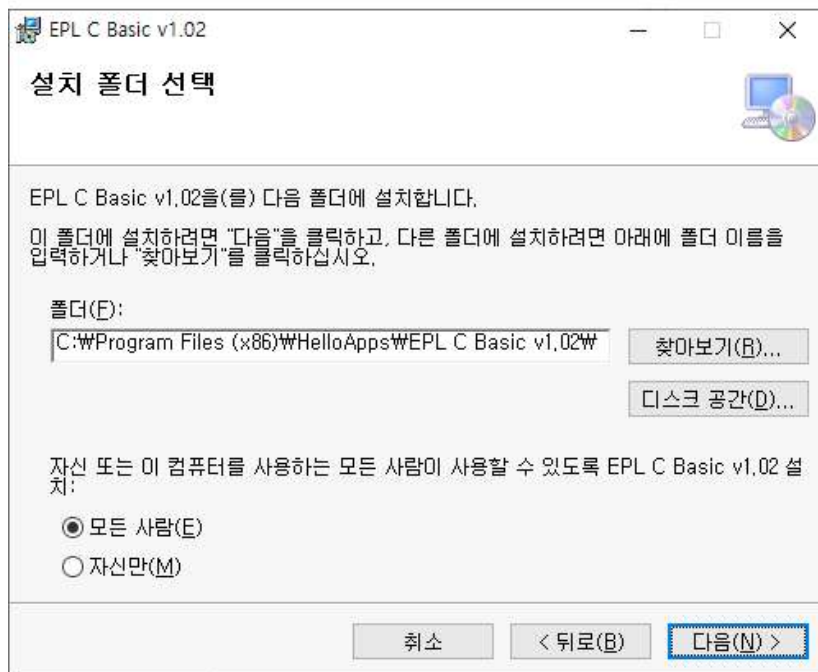 EPL C Basic v1.02
설치 폴더 선택
EPL C Basic v1.02을(를) 다음 폴더에 설치합니다.
이 폴더에 설치하려면 "다음"을 클릭하고, 다른 폴더에 설치하려면 아래에 폴더 이름을
입력하거나 "찾아보기"를 클릭하십시오.
폴더(F):
C:₩Program Files (x86)₩HelloApps₩EPL C Basic v1.02₩
찾아보기(R)...
디스크 공간(D)...
자신 또는 이 컴퓨터를 사용하는 모든 사람이 사용할 수 있도록 EPL C Basic v1.02 설
치:
모든 사람(E)
자신만(M)
취소
< 뒤로(B)
다음(N) >